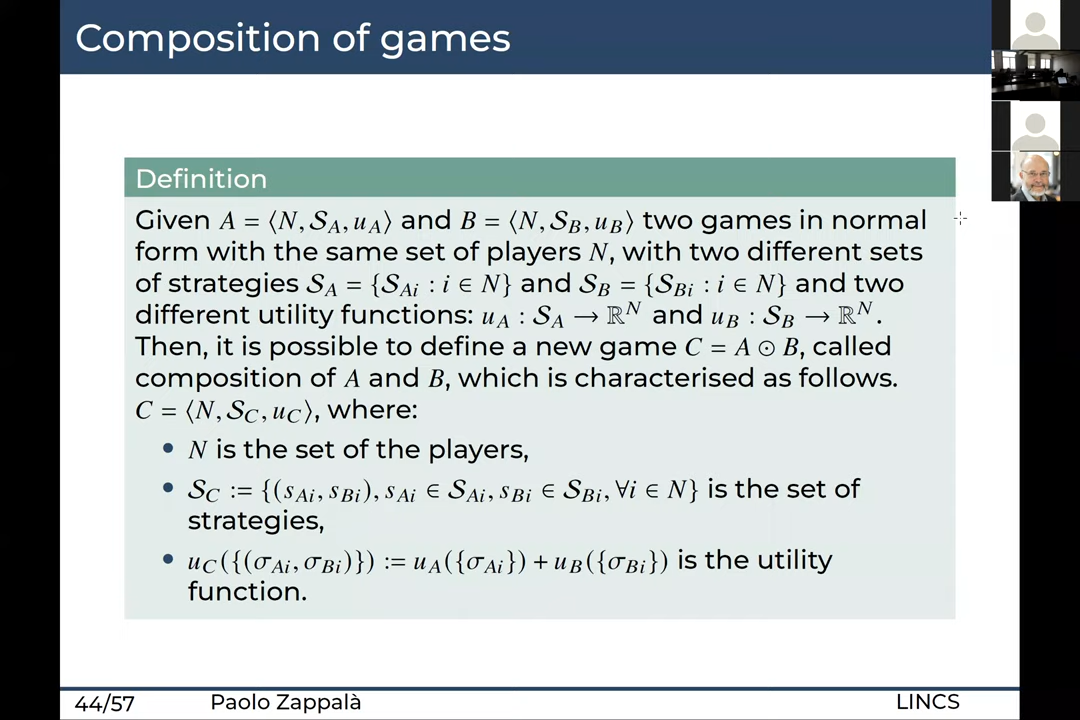 Composition of games
Definition
Given A = ⟨N, 𝒮_A, u_A⟩ and B = ⟨N, 𝒮_B, u_B⟩ two games in normal
form with the same set of players N, with two different sets
of strategies 𝒮_A = {𝒮_Ai : i ∈ N} and 𝒮_B = {𝒮_Bi : i ∈ N} and two
different utility functions: u_A : 𝒮_A → ℝ^N and u_B : 𝒮_B → ℝ^N.
Then, it is possible to define a new game C = A ⊙ B, called
composition of A and B, which is characterised as follows.
C = ⟨N, 𝒮_C, u_C⟩, where:
• N is the set of the players,
• 𝒮_C := {(s_Ai, s_Bi), s_Ai ∈ 𝒮_Ai, s_Bi ∈ 𝒮_Bi, ∀i ∈ N} is the set of
strategies,
• u_C({(σ_Ai, σ_Bi)}) := u_A({σ_Ai}) + u_B({σ_Bi}) is the utility
function.
44/57 Paolo Zappalà LINCS